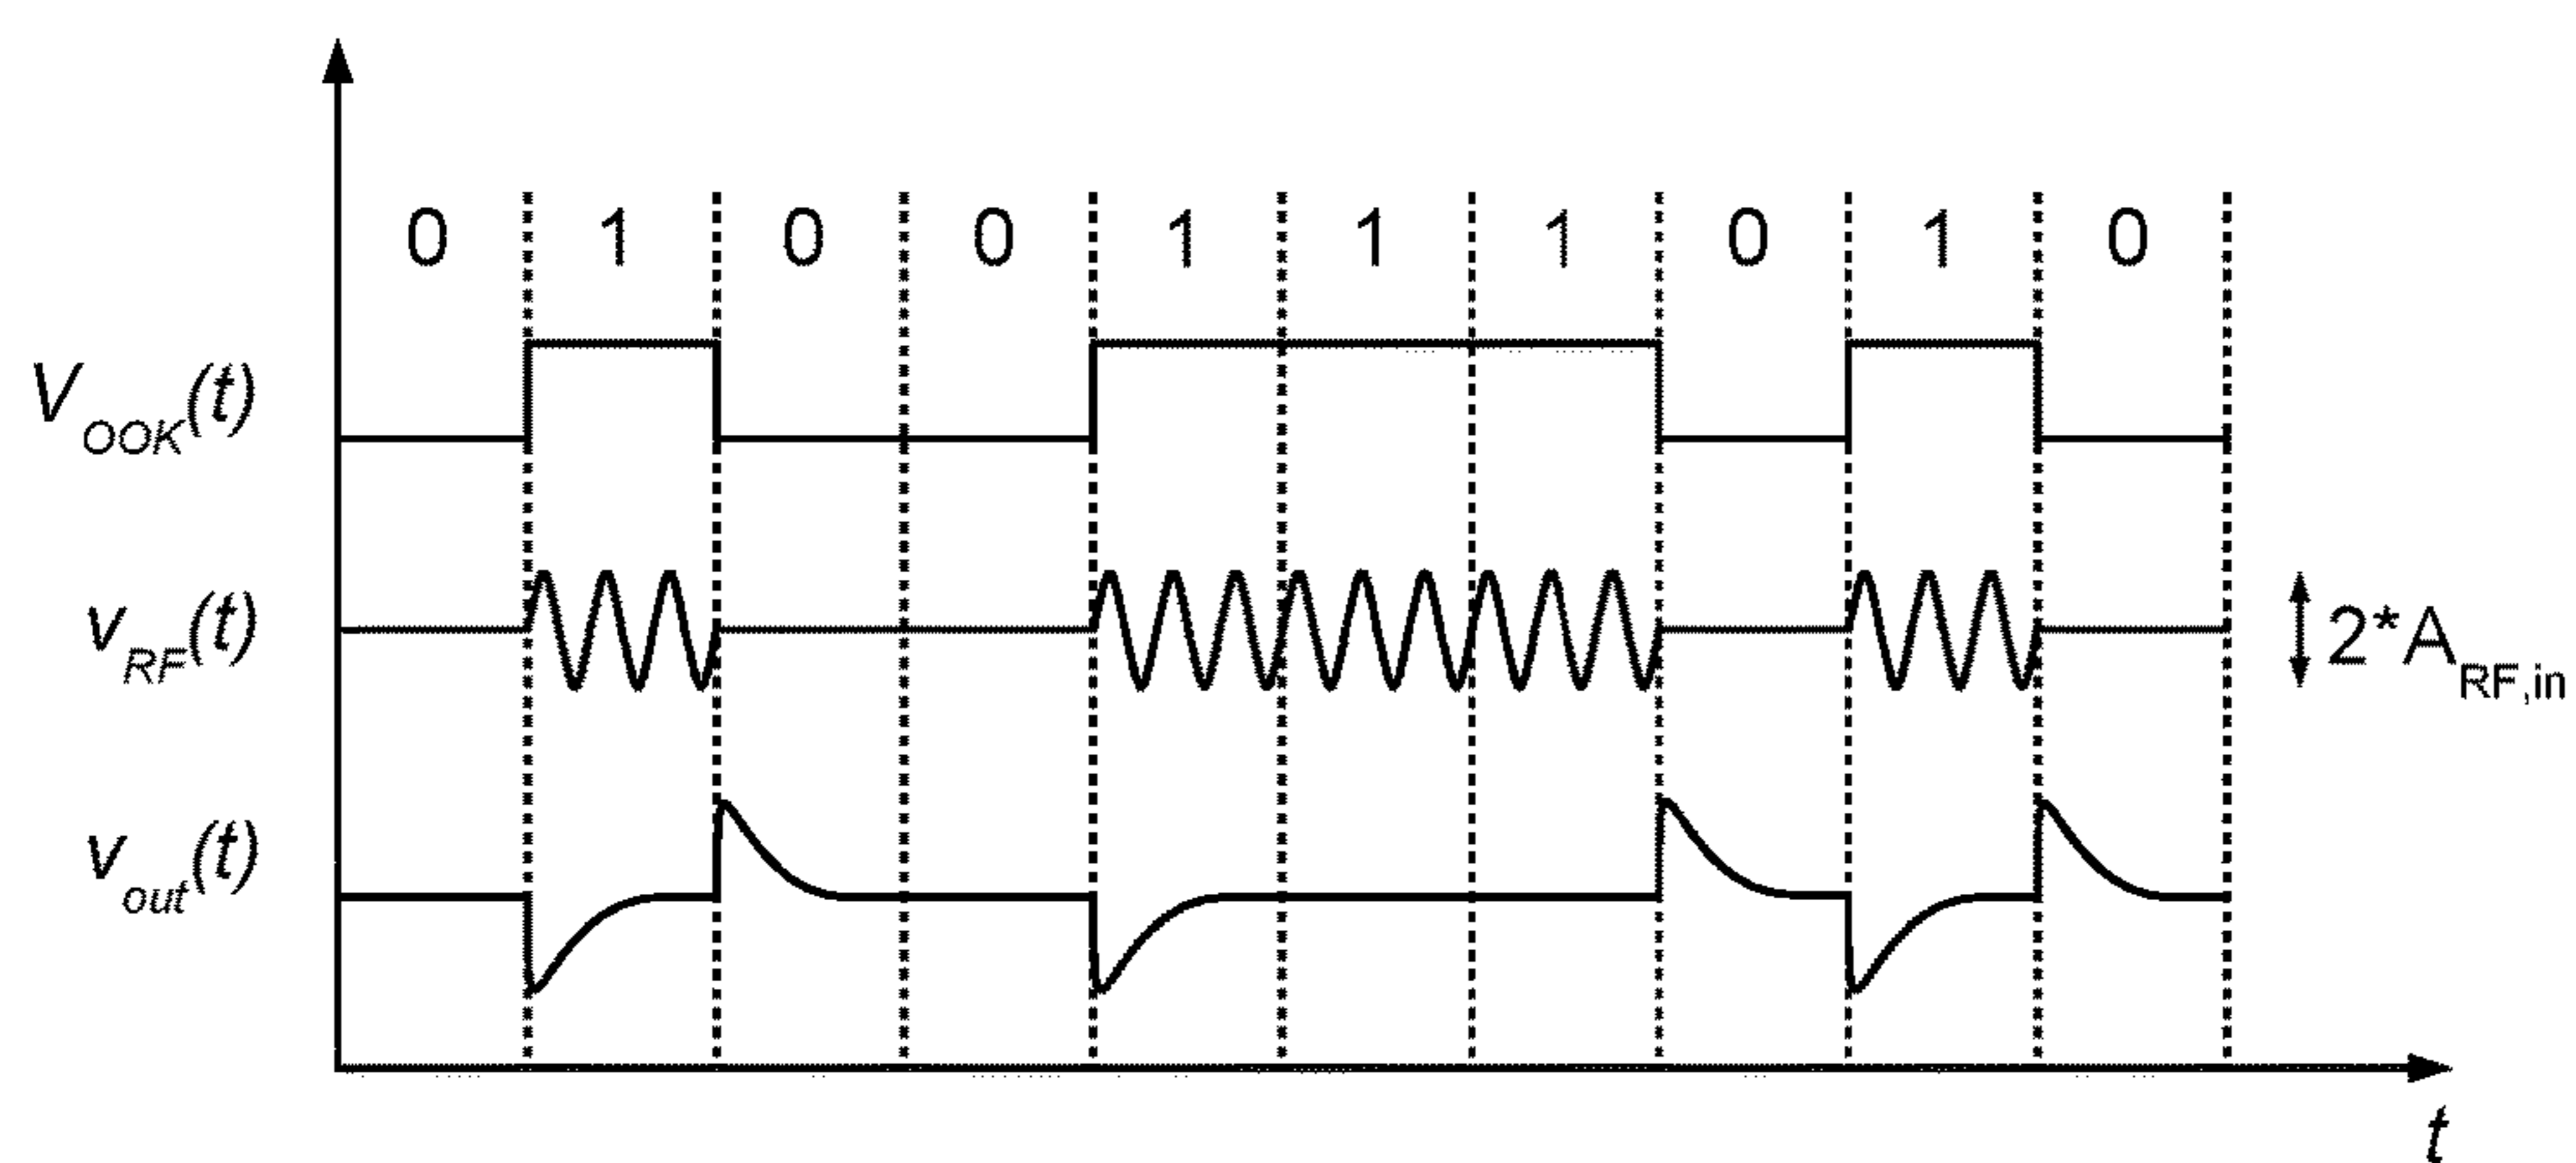 0 1 0 0 1 1 1 0 1 0
V_OOK(t)
v_RF(t)
2*A_RF,in
v_out(t)
t